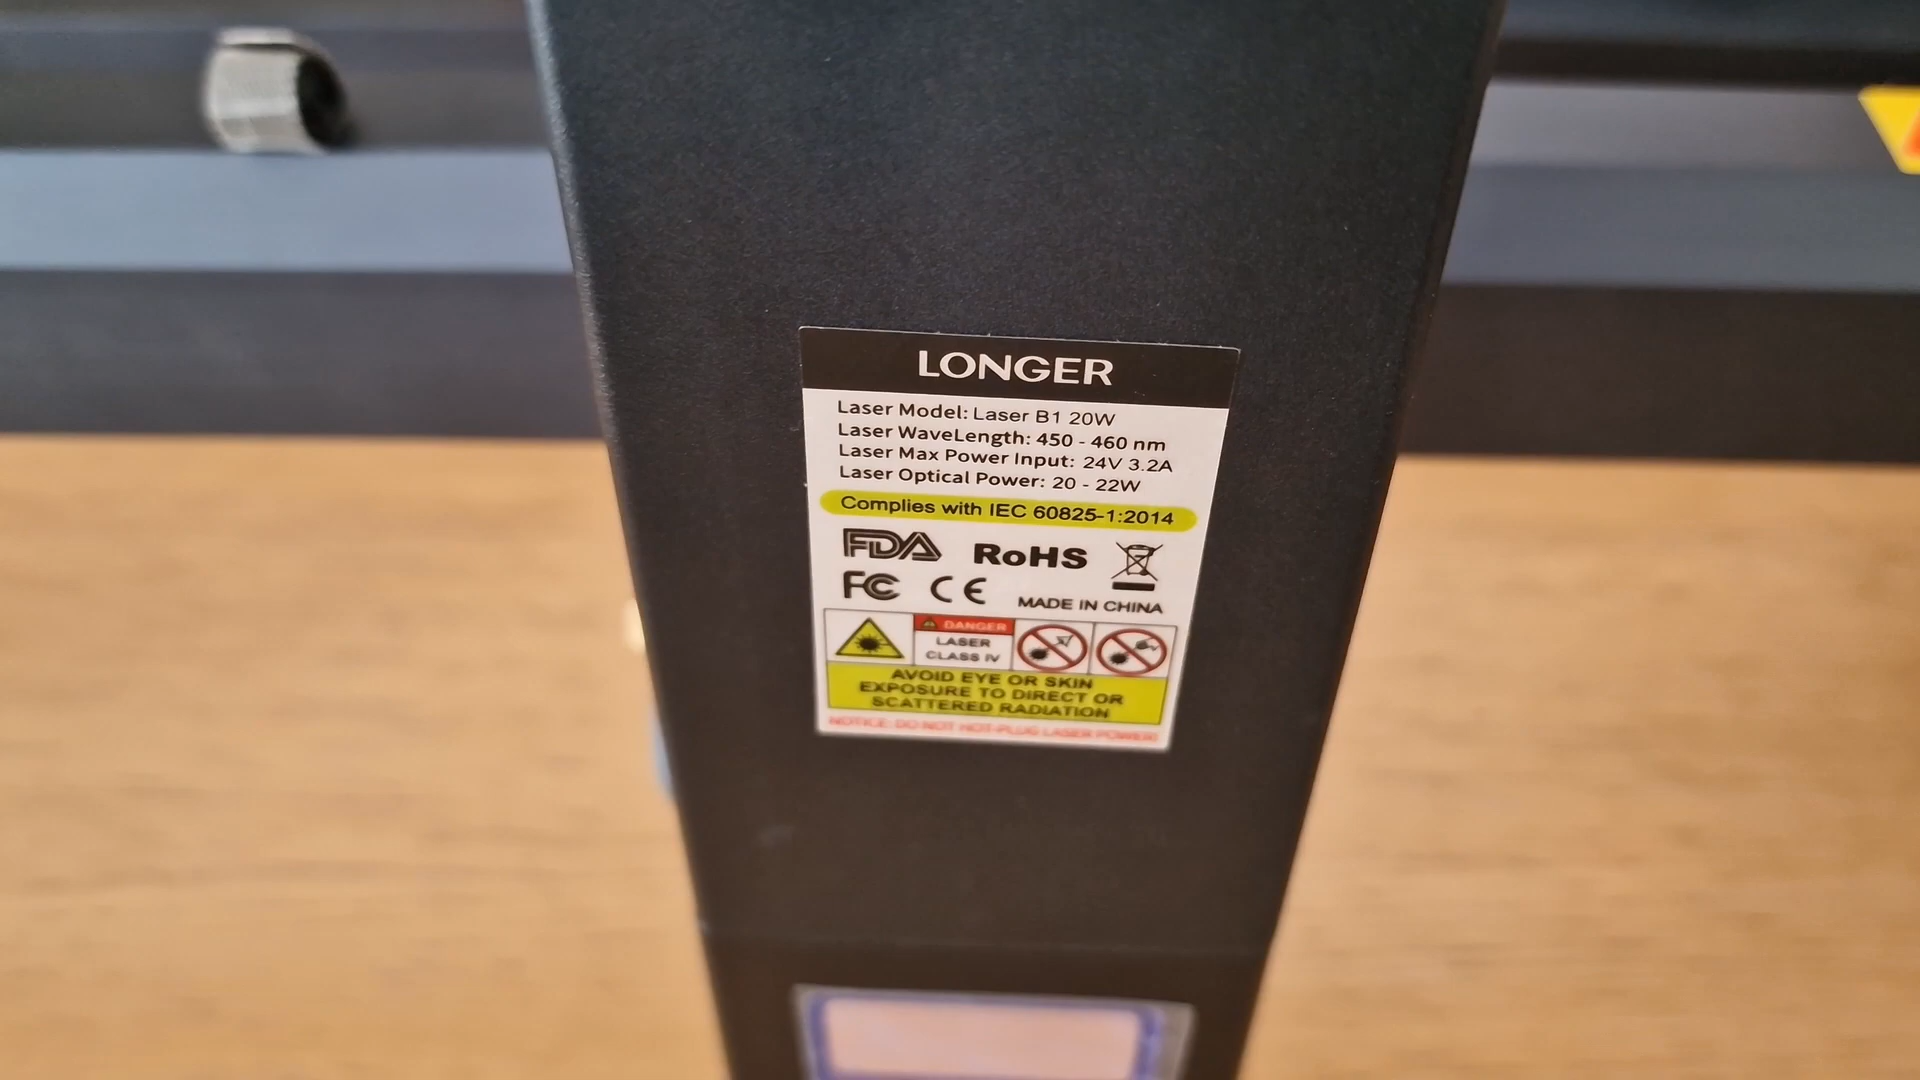 LONGER
Laser Model: Laser B1 20W
Laser WaveLength: 450 - 460 nm
Laser Max Power Input: 24V 3.2A
Laser Optical Power: 20 - 22W
Complies with IEC 60825-1:2014
FDA RoHS
FC CE MADE IN CHINA
DANGER
LASER
CLASS IV
AVOID EYE OR SKIN
EXPOSURE TO DIRECT OR
SCATTERED RADIATION
NOTICE: DO NOT HOT-PLUG LASER POWER!